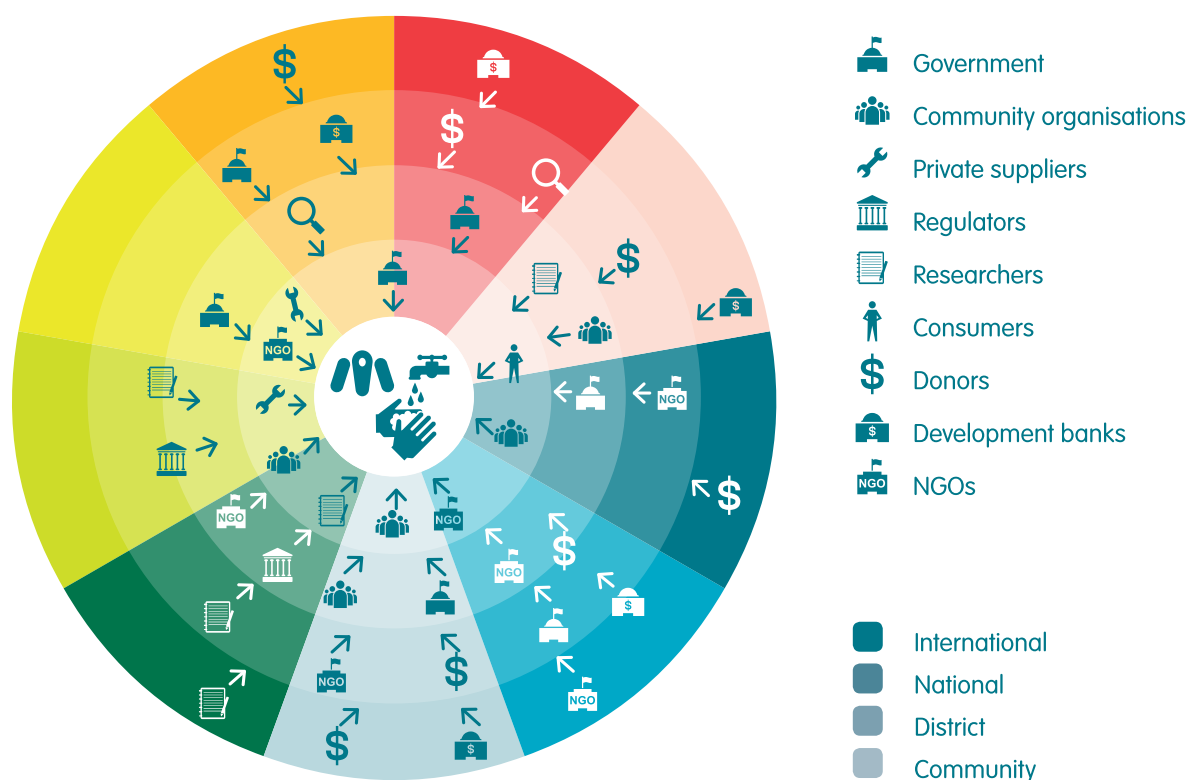 $
$
$
$
$
$
NGO
NGO
$
NGO
NGO
$
NGO
$
NGO
$
NGO
$
$
Government
Community organisations
Private suppliers
Regulators
Researchers
Consumers
$ Donors
$ Development banks
NGO NGOs
International
National
District
Community